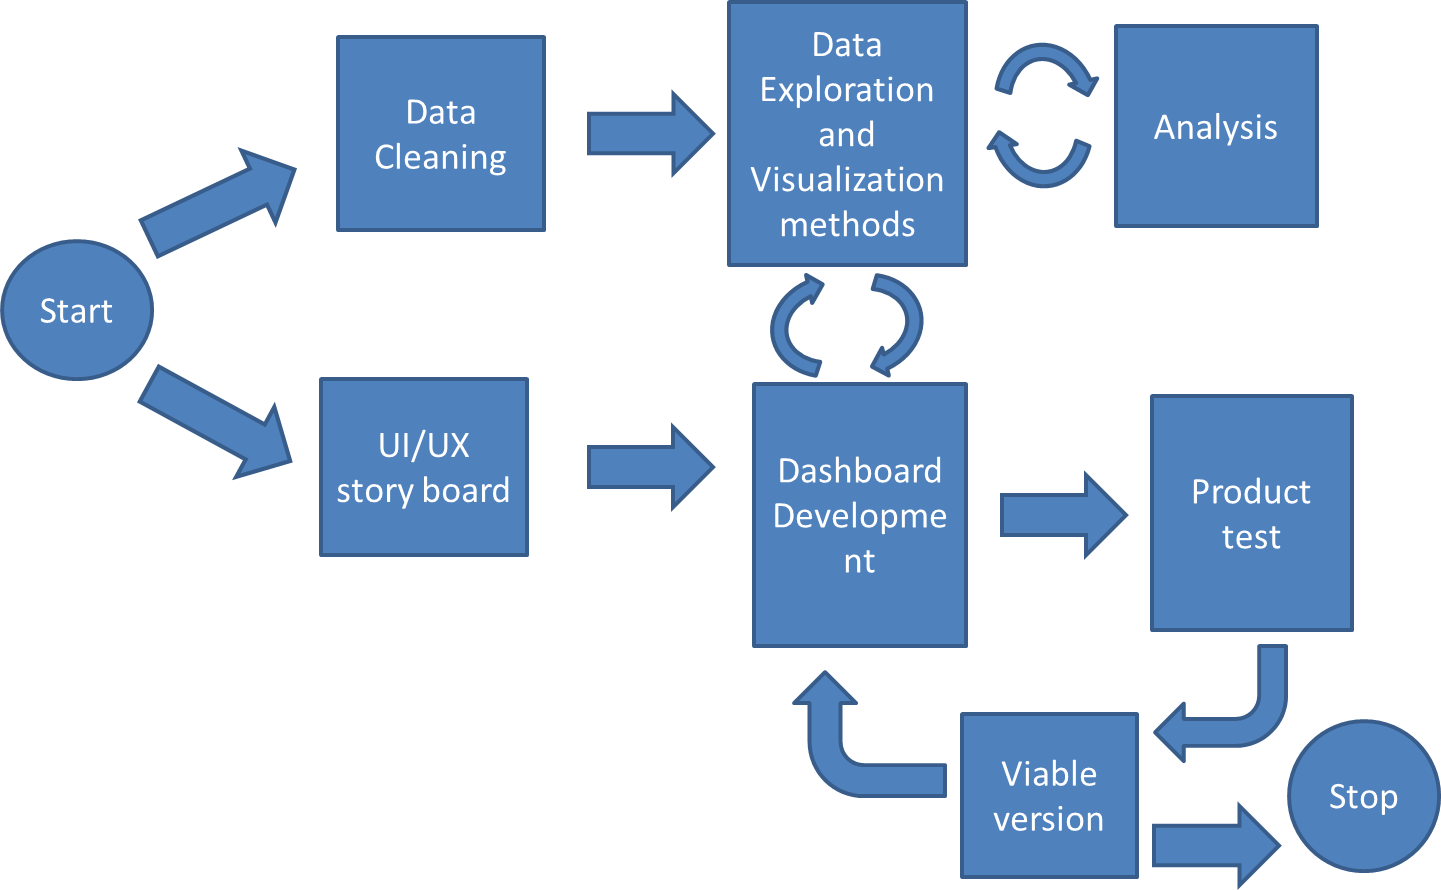 Data
Cleaning
Data
Exploration
and
Visualization
methods
Analysis
Start
UI/UX
story board
Dashboard
Developme
nt
Product
test
Viable
version
Stop